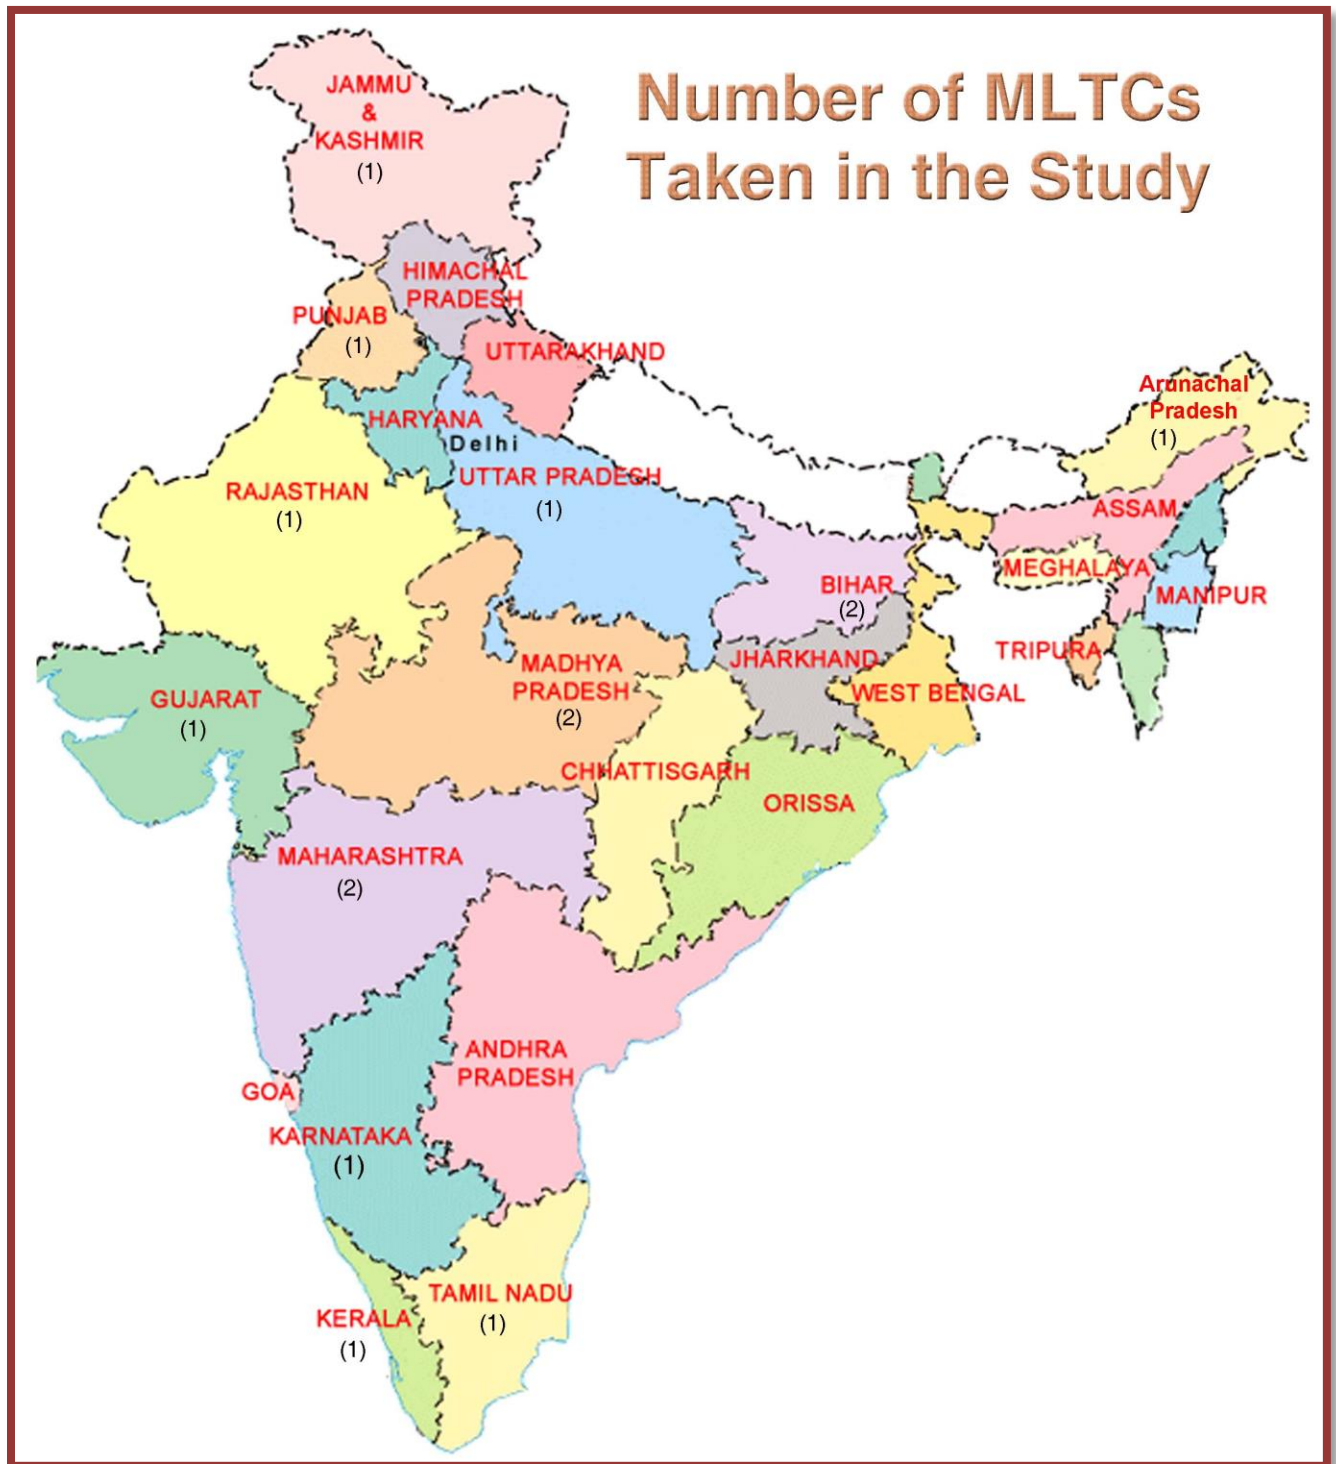 Number of MLTCs
Taken in the Study
JAMMU
&
KASHMIR
(1)
HIMACHAL
PRADESH
PUNJAB
(1)
UTTARAKHAND
HARYANA
Delhi
UTTAR PRADESH
(1)
RAJASTHAN
(1)
Arunachal
Pradesh
(1)
ASSAM
MEGHALAYA
MANIPUR
TRIPURA
BIHAR
(2)
JHARKHAND
WEST BENGAL
MADHYA
PRADESH
(2)
GUJARAT
(1)
CHHATTISGARH
ORISSA
MAHARASHTRA
(2)
ANDHRA
PRADESH
GOA
KARNATAKA
(1)
TAMIL NADU
(1)
KERALA
(1)